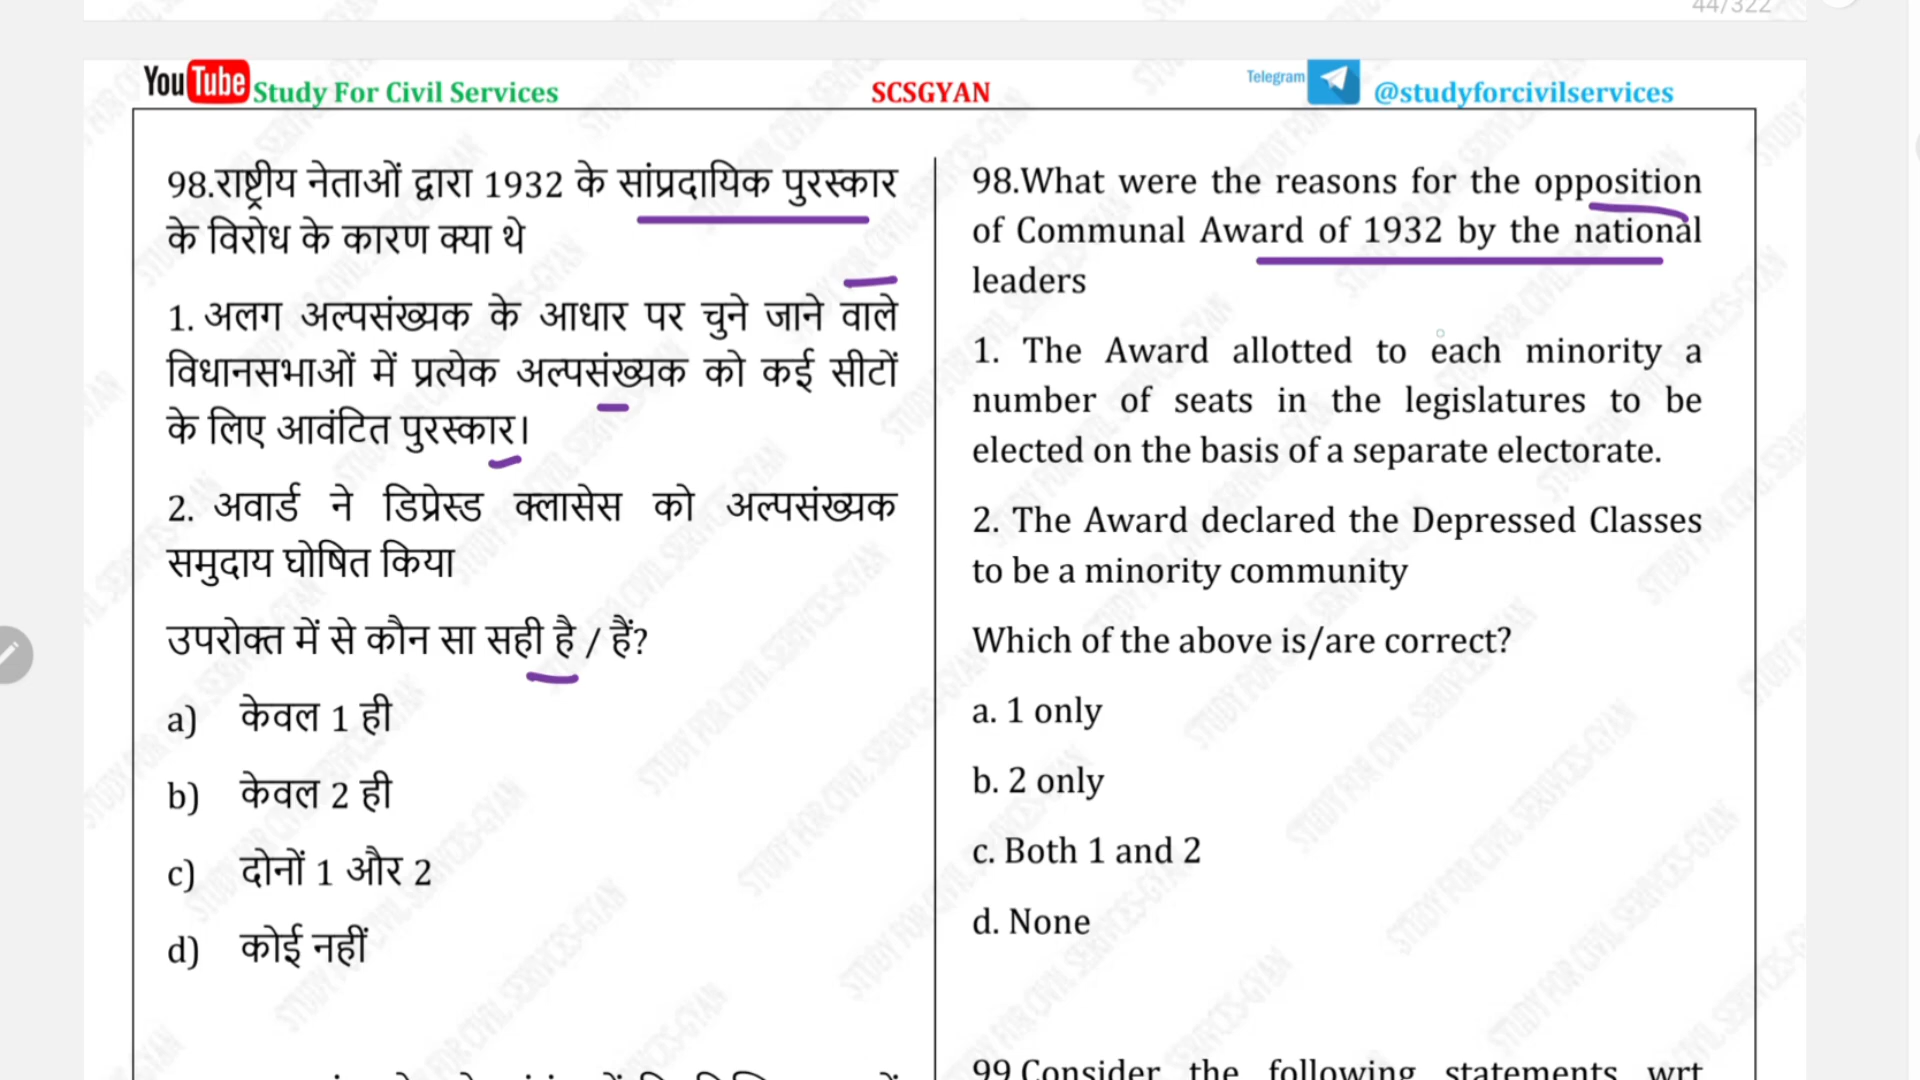 44/322
YouTube Study For Civil Services SCSGYAN Telegram @studyforcivilservices
98.राष्ट्रीय नेताओं द्वारा 1932 के सांप्रदायिक पुरस्कार
के विरोध के कारण क्या थे
1. अलग अल्पसंख्यक के आधार पर चुने जाने वाले
विधानसभाओं में प्रत्येक अल्पसंख्यक को कई सीटों
के लिए आवंटित पुरस्कार।
2. अवार्ड ने डिप्रेस्ड क्लासेस को अल्पसंख्यक
समुदाय घोषित किया
उपरोक्त में से कौन सा सही है / हैं?
a) केवल 1 ही
b) केवल 2 ही
c) दोनों 1 और 2
d) कोई नहीं
98.What were the reasons for the opposition
of Communal Award of 1932 by the national
leaders
1. The Award allotted to each minority a
number of seats in the legislatures to be
elected on the basis of a separate electorate.
2. The Award declared the Depressed Classes
to be a minority community
Which of the above is/are correct?
a. 1 only
b. 2 only
c. Both 1 and 2
d. None
99.Consider the following statements wrt